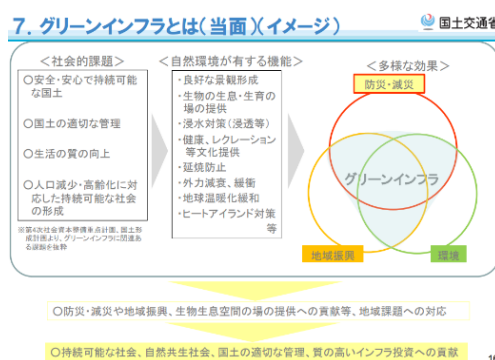 7. グリーンインフラとは(当面)(イメージ)
国土交通省
＜社会的課題＞
○安全・安心で持続可能
な国土
○国土の適切な管理
○生活の質の向上
○人口減少・高齢化に対
応した持続可能な社会
の形成
※第4次社会資本整備重点計画、国土形
成計画より、グリーンインフラに関連あ
る課題を抜粋
＜自然環境が有する機能＞
・良好な景観形成
・生物の生息・生育の
場の提供
・浸水対策(浸透等)
・健康、レクレーション
等文化提供
・延焼防止
・外力減衰、緩衝
・地球温暖化緩和
・ヒートアイランド対策
等
＜多様な効果＞
防災・減災
グリーンインフラ
地域振興
環境
○防災・減災や地域振興、生物生息空間の場の提供への貢献等、地域課題への対応
○持続可能な社会、自然共生社会、国土の適切な管理、質の高いインフラ投資への貢献